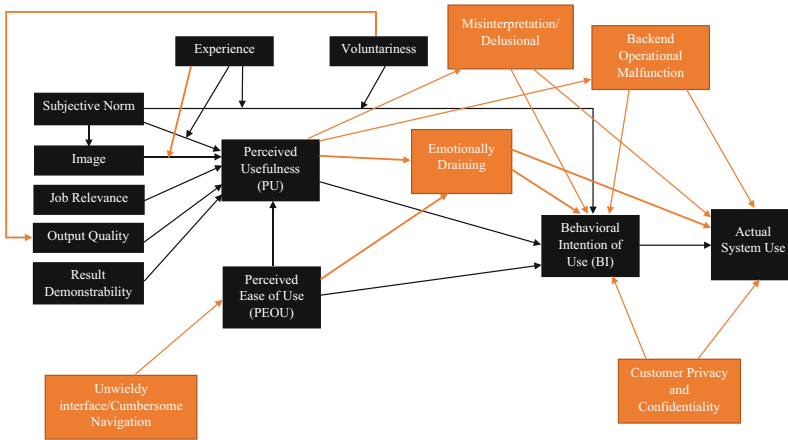 Experience
Voluntariness
Misinterpretation/
Delusional
Backend
Operational
Malfunction
Subjective Norm
Image
Job Relevance
Output Quality
Result
Demonstrability
Perceived
Usefulness
(PU)
Emotionally
Draining
Perceived
Ease of Use
(PEOU)
Behavioral
Intention of
Use (BI)
Actual
System Use
Unwieldy
interface/Cumbersome
Navigation
Customer Privacy
and
Confidentiality